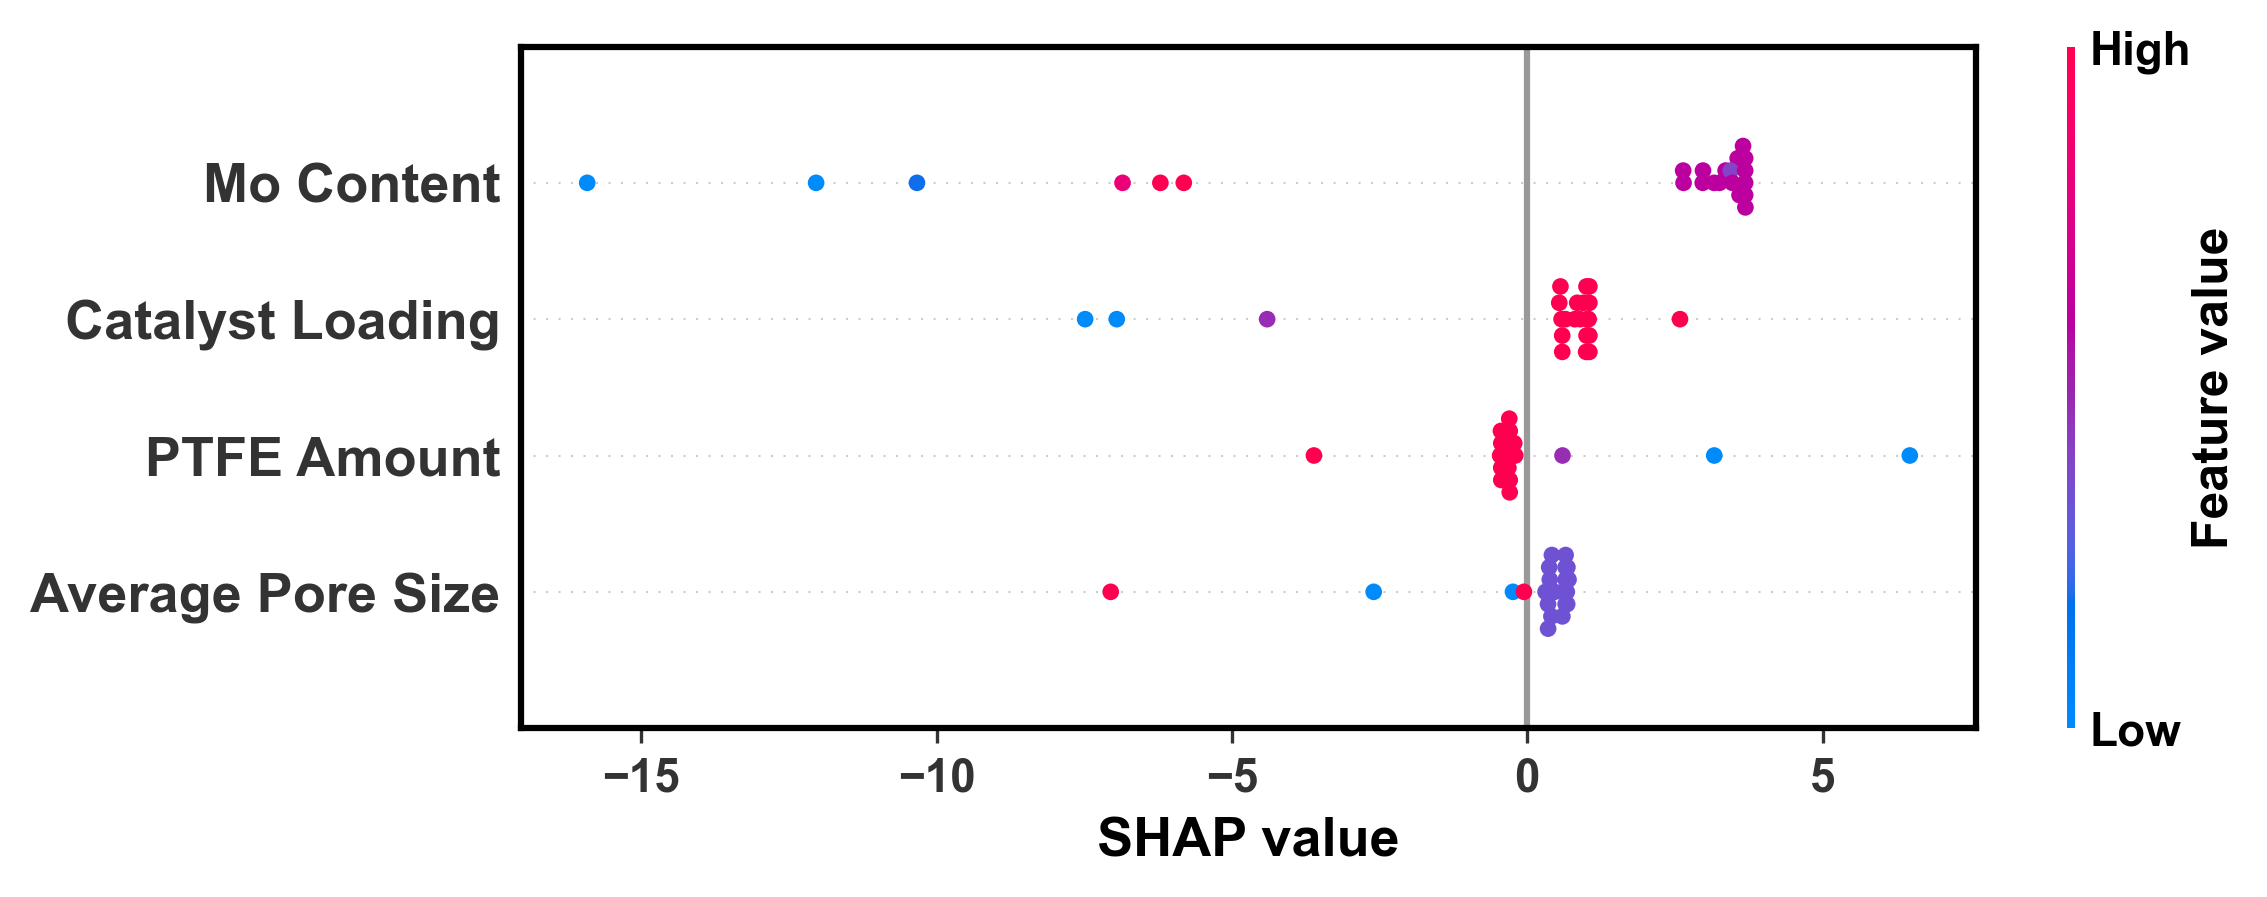 High
Mo Content
Catalyst Loading
PTFE Amount
Average Pore Size
Feature value
Low
−15 −10 −5 0 5
SHAP value